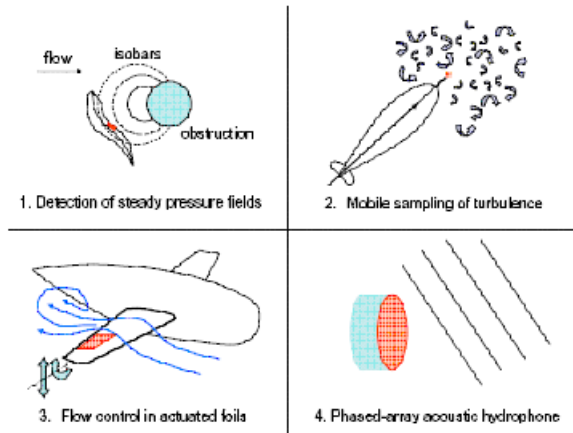 flow
isobars
obstruction
1. Detection of steady pressure fields
2. Mobile sampling of turbulence
3. Flow control in actuated foils
4. Phased-array acoustic hydrophone